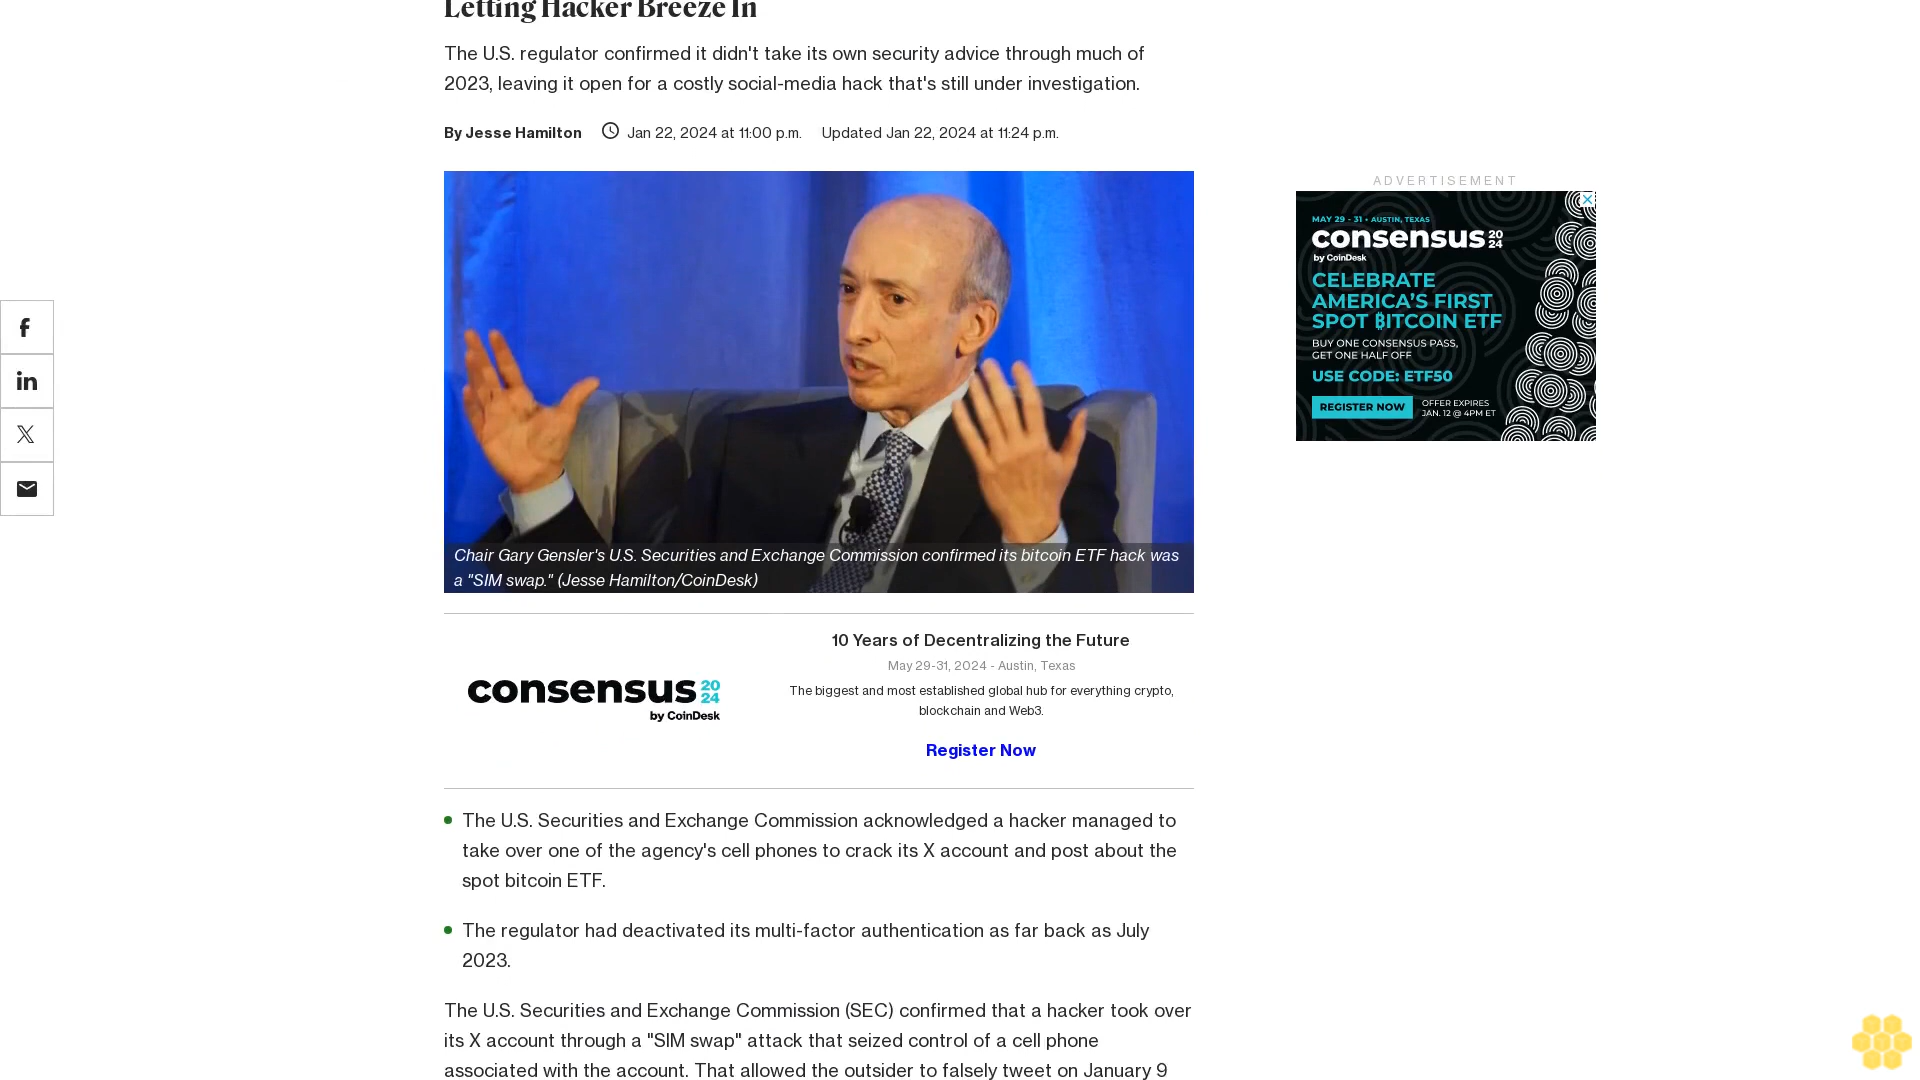 Letting Hacker Breeze In
The U.S. regulator confirmed it didn't take its own security advice through much of
2023, leaving it open for a costly social-media hack that's still under investigation.
By Jesse Hamilton Jan 22, 2024 at 11:00 p.m. Updated Jan 22, 2024 at 11:24 p.m.
Chair Gary Gensler's U.S. Securities and Exchange Commission confirmed its bitcoin ETF hack was
a "SIM swap." (Jesse Hamilton/CoinDesk)
ADVERTISEMENT
MAY 29 - 31 • AUSTIN, TEXAS
consensus 20
24
by CoinDesk
CELEBRATE
AMERICA'S FIRST
SPOT ₿ITCOIN ETF
BUY ONE CONSENSUS PASS,
GET ONE HALF OFF
USE CODE: ETF50
REGISTER NOW
OFFER EXPIRES
JAN. 12 @ 4PM ET
consensus 20
24
by CoinDesk
10 Years of Decentralizing the Future
May 29-31, 2024 - Austin, Texas
The biggest and most established global hub for everything crypto,
blockchain and Web3.
Register Now
The U.S. Securities and Exchange Commission acknowledged a hacker managed to
take over one of the agency's cell phones to crack its X account and post about the
spot bitcoin ETF.
The regulator had deactivated its multi-factor authentication as far back as July
2023.
The U.S. Securities and Exchange Commission (SEC) confirmed that a hacker took over
its X account through a "SIM swap" attack that seized control of a cell phone
associated with the account. That allowed the outsider to falsely tweet on January 9